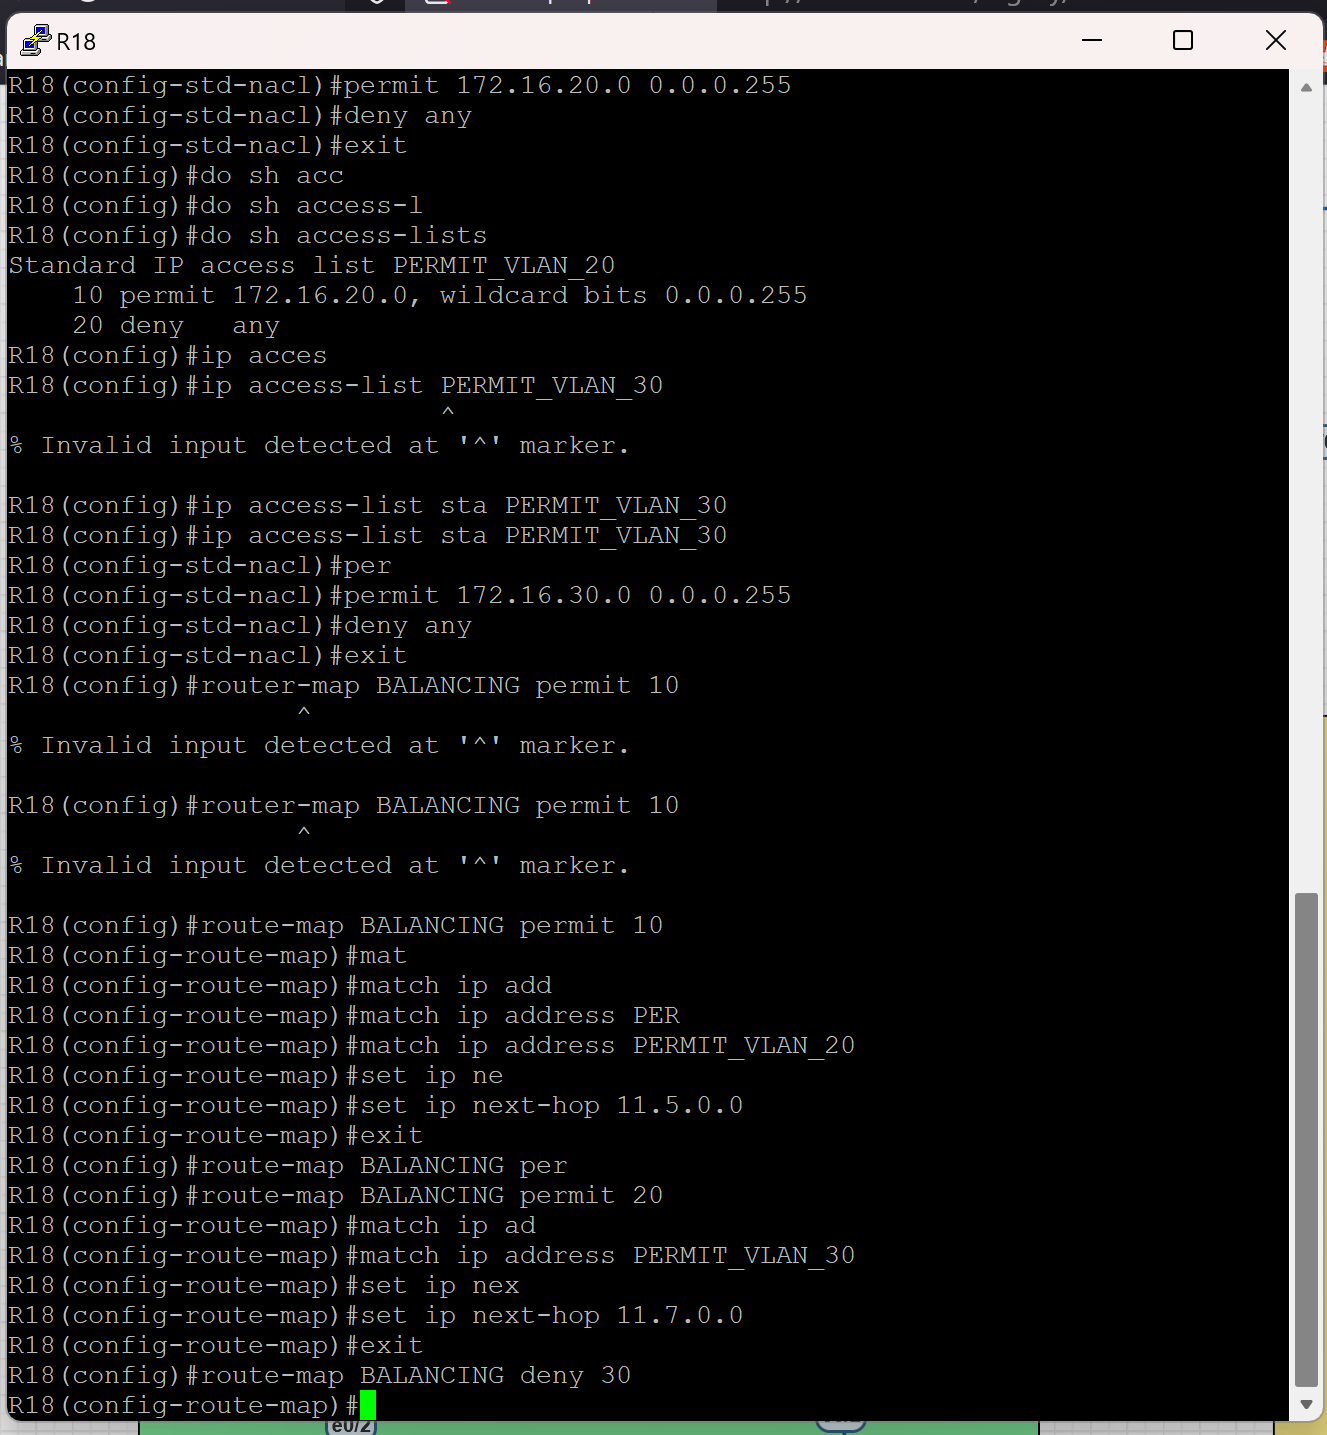 R18
R18(config-std-nacl)#permit 172.16.20.0 0.0.0.255
R18(config-std-nacl)#deny any
R18(config-std-nacl)#exit
R18(config)#do sh acc
R18(config)#do sh access-l
R18(config)#do sh access-lists
Standard IP access list PERMIT_VLAN_20
    10 permit 172.16.20.0, wildcard bits 0.0.0.255
    20 deny   any
R18(config)#ip acces
R18(config)#ip access-list PERMIT_VLAN_30
                           ^
% Invalid input detected at '^' marker.

R18(config)#ip access-list sta PERMIT_VLAN_30
R18(config)#ip access-list sta PERMIT_VLAN_30
R18(config-std-nacl)#per
R18(config-std-nacl)#permit 172.16.30.0 0.0.0.255
R18(config-std-nacl)#deny any
R18(config-std-nacl)#exit
R18(config)#router-map BALANCING permit 10
                  ^
% Invalid input detected at '^' marker.

R18(config)#router-map BALANCING permit 10
                  ^
% Invalid input detected at '^' marker.

R18(config)#route-map BALANCING permit 10
R18(config-route-map)#mat
R18(config-route-map)#match ip add
R18(config-route-map)#match ip address PER
R18(config-route-map)#match ip address PERMIT_VLAN_20
R18(config-route-map)#set ip ne
R18(config-route-map)#set ip next-hop 11.5.0.0
R18(config-route-map)#exit
R18(config)#route-map BALANCING per
R18(config)#route-map BALANCING permit 20
R18(config-route-map)#match ip ad
R18(config-route-map)#match ip address PERMIT_VLAN_30
R18(config-route-map)#set ip nex
R18(config-route-map)#set ip next-hop 11.7.0.0
R18(config-route-map)#exit
R18(config)#route-map BALANCING deny 30
R18(config-route-map)#
e0/2